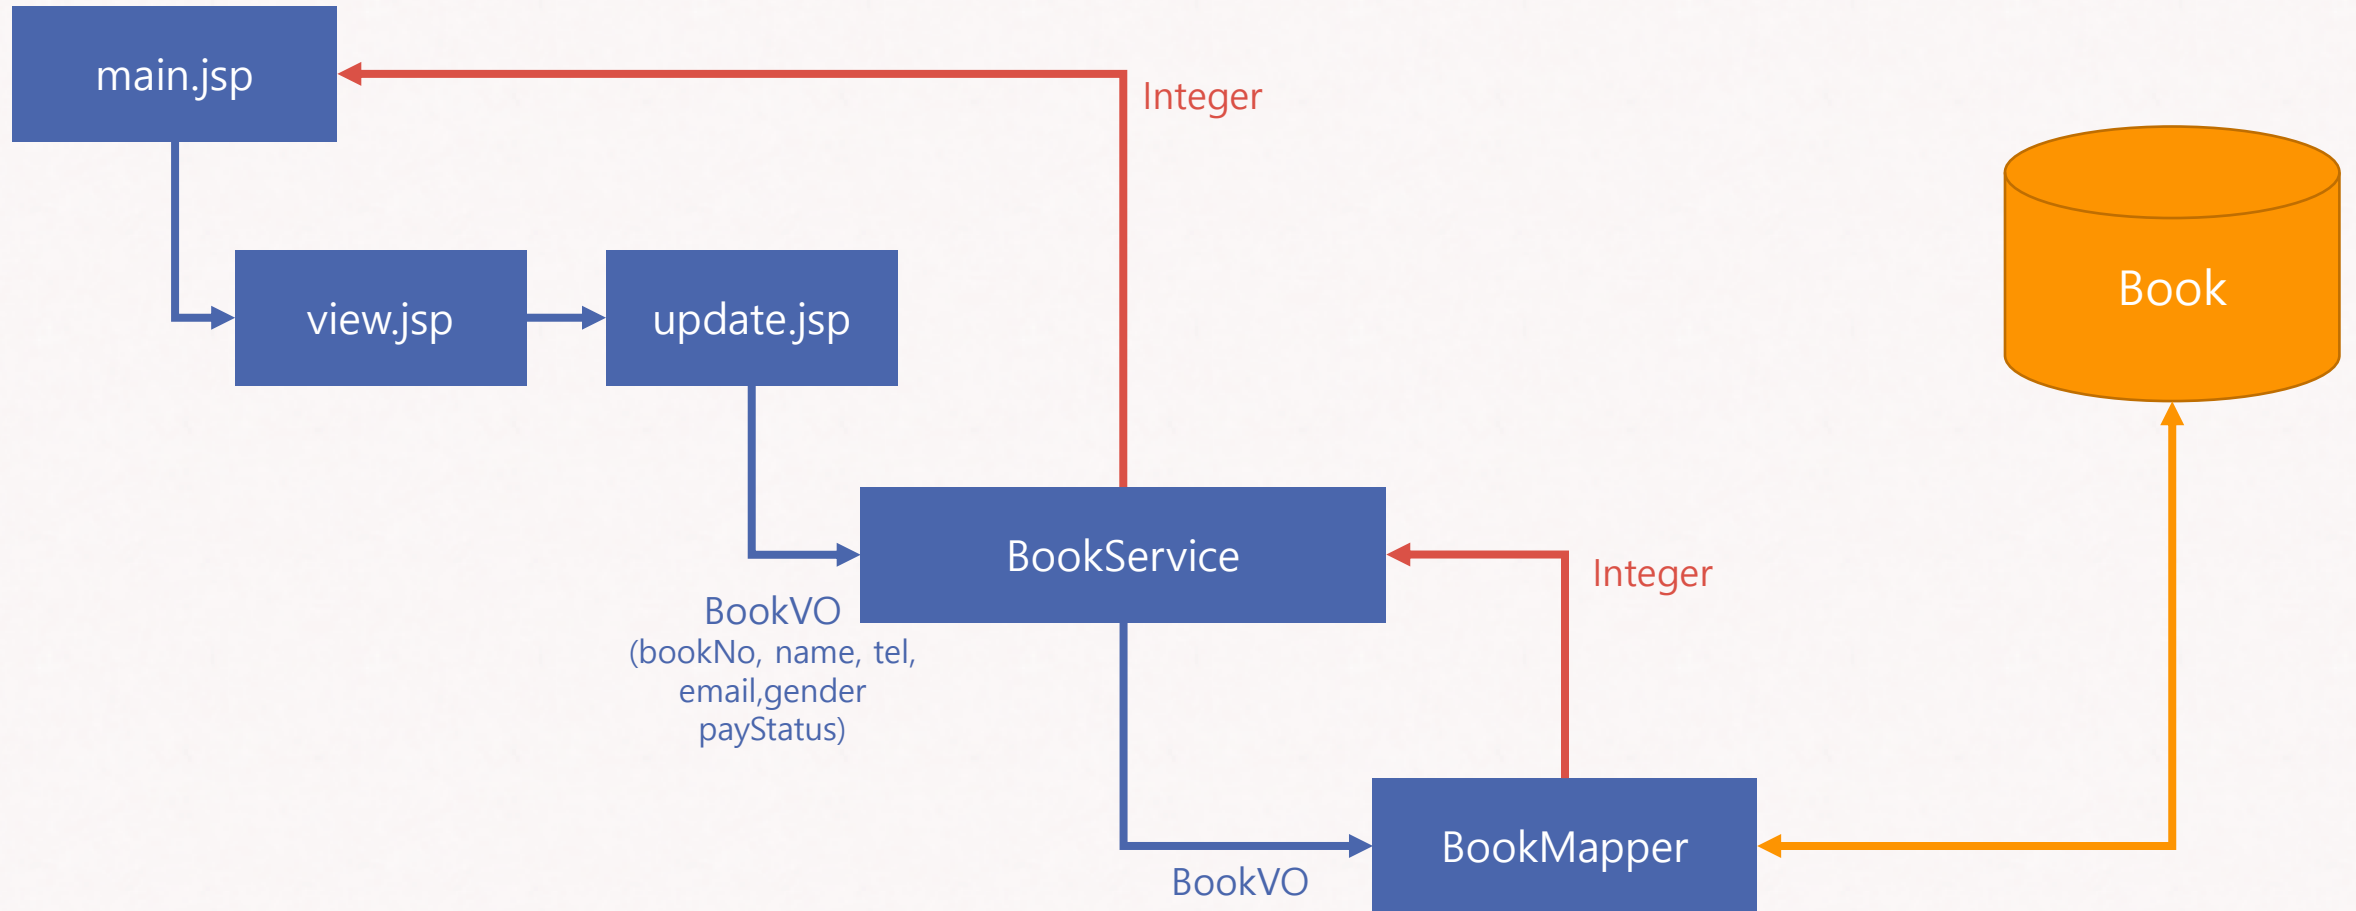 main.jsp
Integer
Book
view.jsp
update.jsp
BookService
Integer
BookVO
(bookNo, name, tel,
email,gender
payStatus)
BookMapper
BookVO